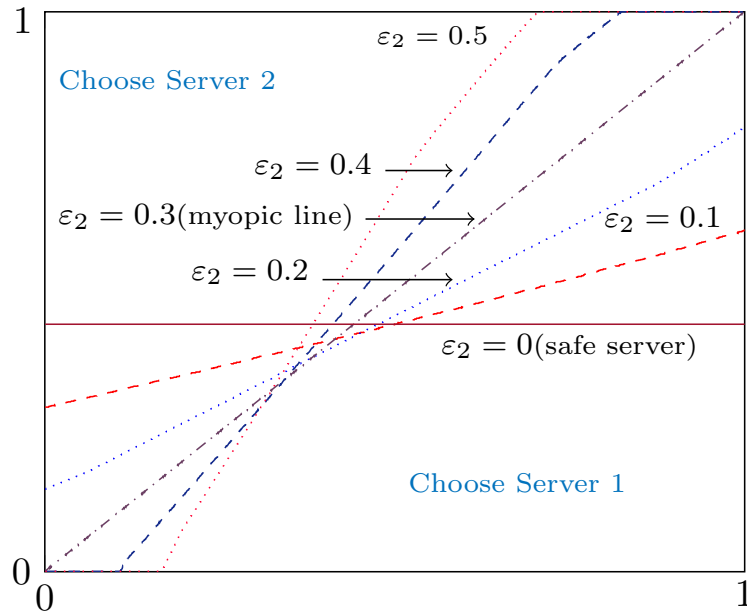 1
ε₂ = 0.5
Choose Server 2
ε₂ = 0.4
ε₂ = 0.3(myopic line)
ε₂ = 0.1
ε₂ = 0.2
ε₂ = 0(safe server)
Choose Server 1
0
0
1